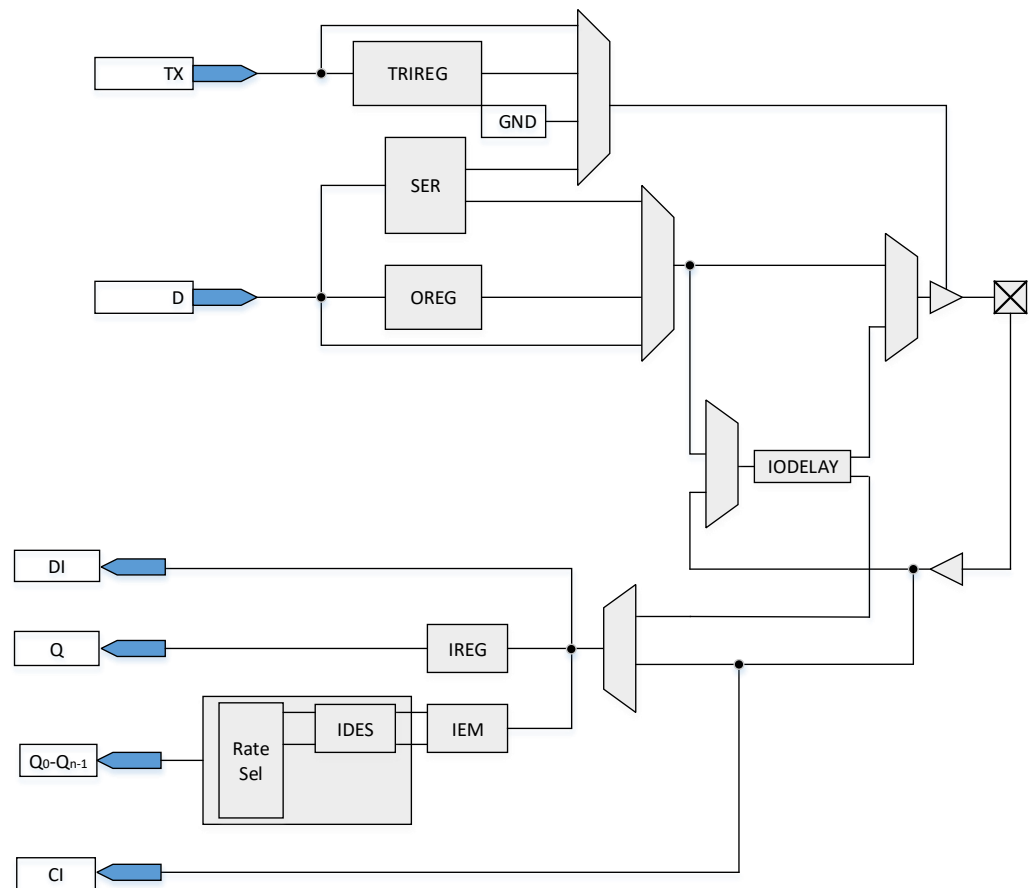 TX
TRIREG
GND
SER
D
OREG
IODELAY
DI
Q
IREG
Rate
Sel
IDES
IEM
Q0-Qn-1
CI